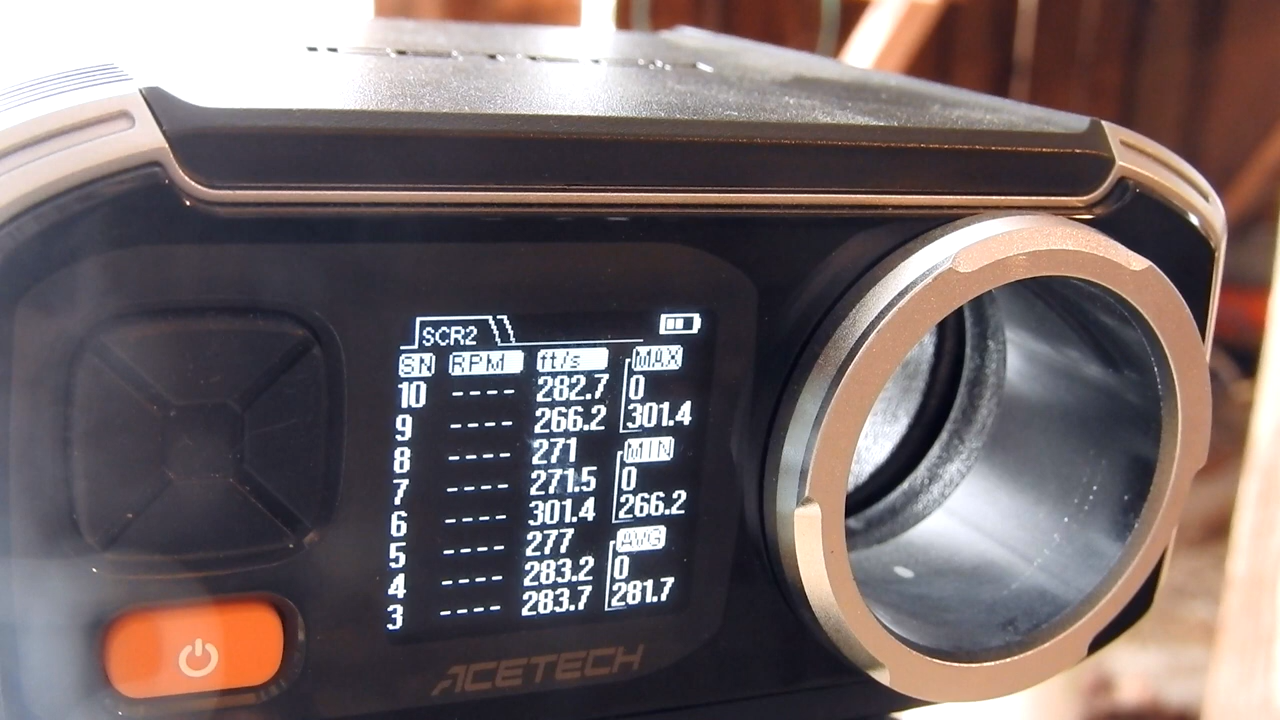 SCR2
SN RPM ft/s MAX
10 ---- 282.7 0
9 ---- 266.2 301.4
8 ---- 271 MIN
7 ---- 271.5 0
6 ---- 301.4 266.2
5 ---- 277 AVG
4 ---- 283.2 0
3 ---- 283.7 281.7
ACETECH